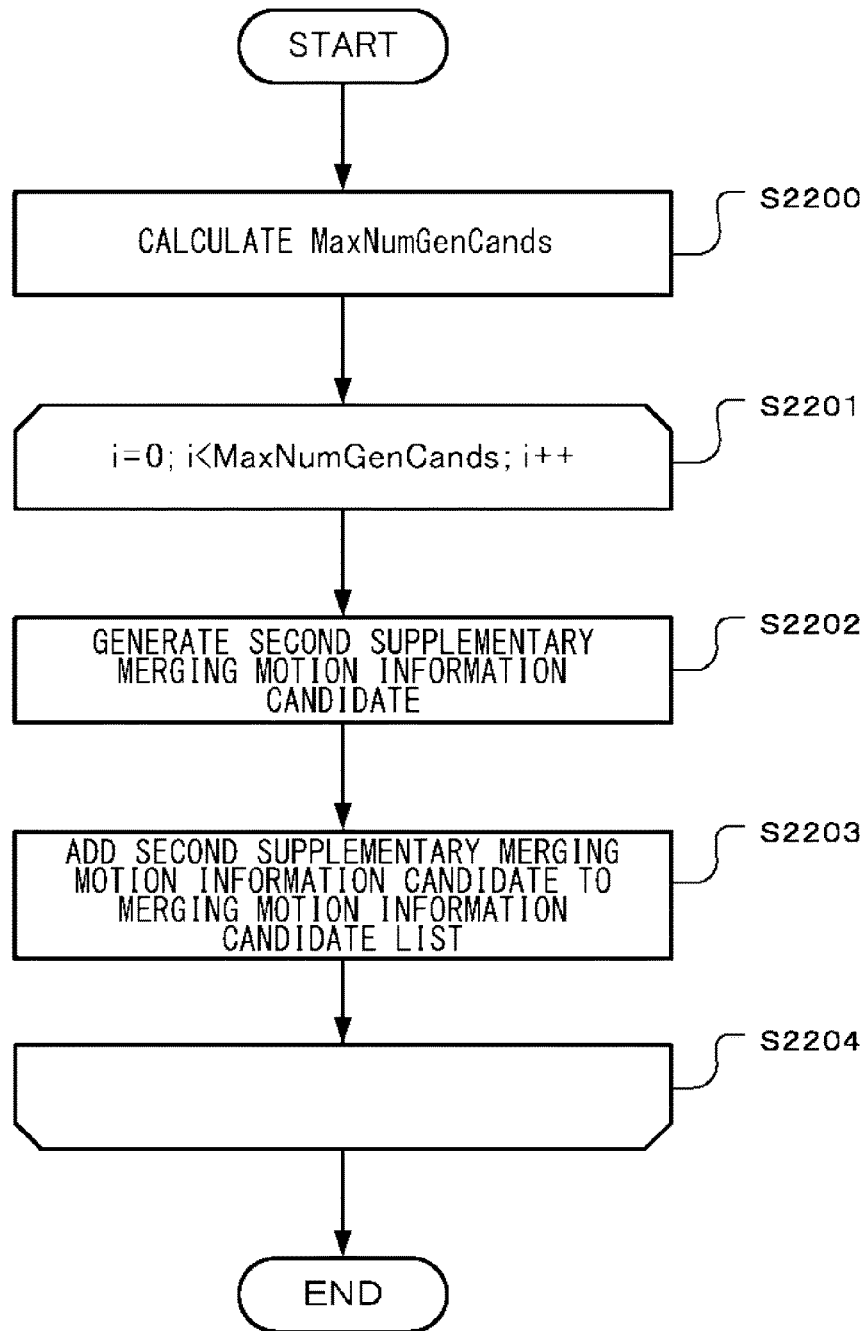 START
S2200
CALCULATE MaxNumGenCands
S2201
i=0; i<MaxNumGenCands; i++
S2202
GENERATE SECOND SUPPLEMENTARY
MERGING MOTION INFORMATION
CANDIDATE
S2203
ADD SECOND SUPPLEMENTARY MERGING
MOTION INFORMATION CANDIDATE TO
MERGING MOTION INFORMATION
CANDIDATE LIST
S2204
END